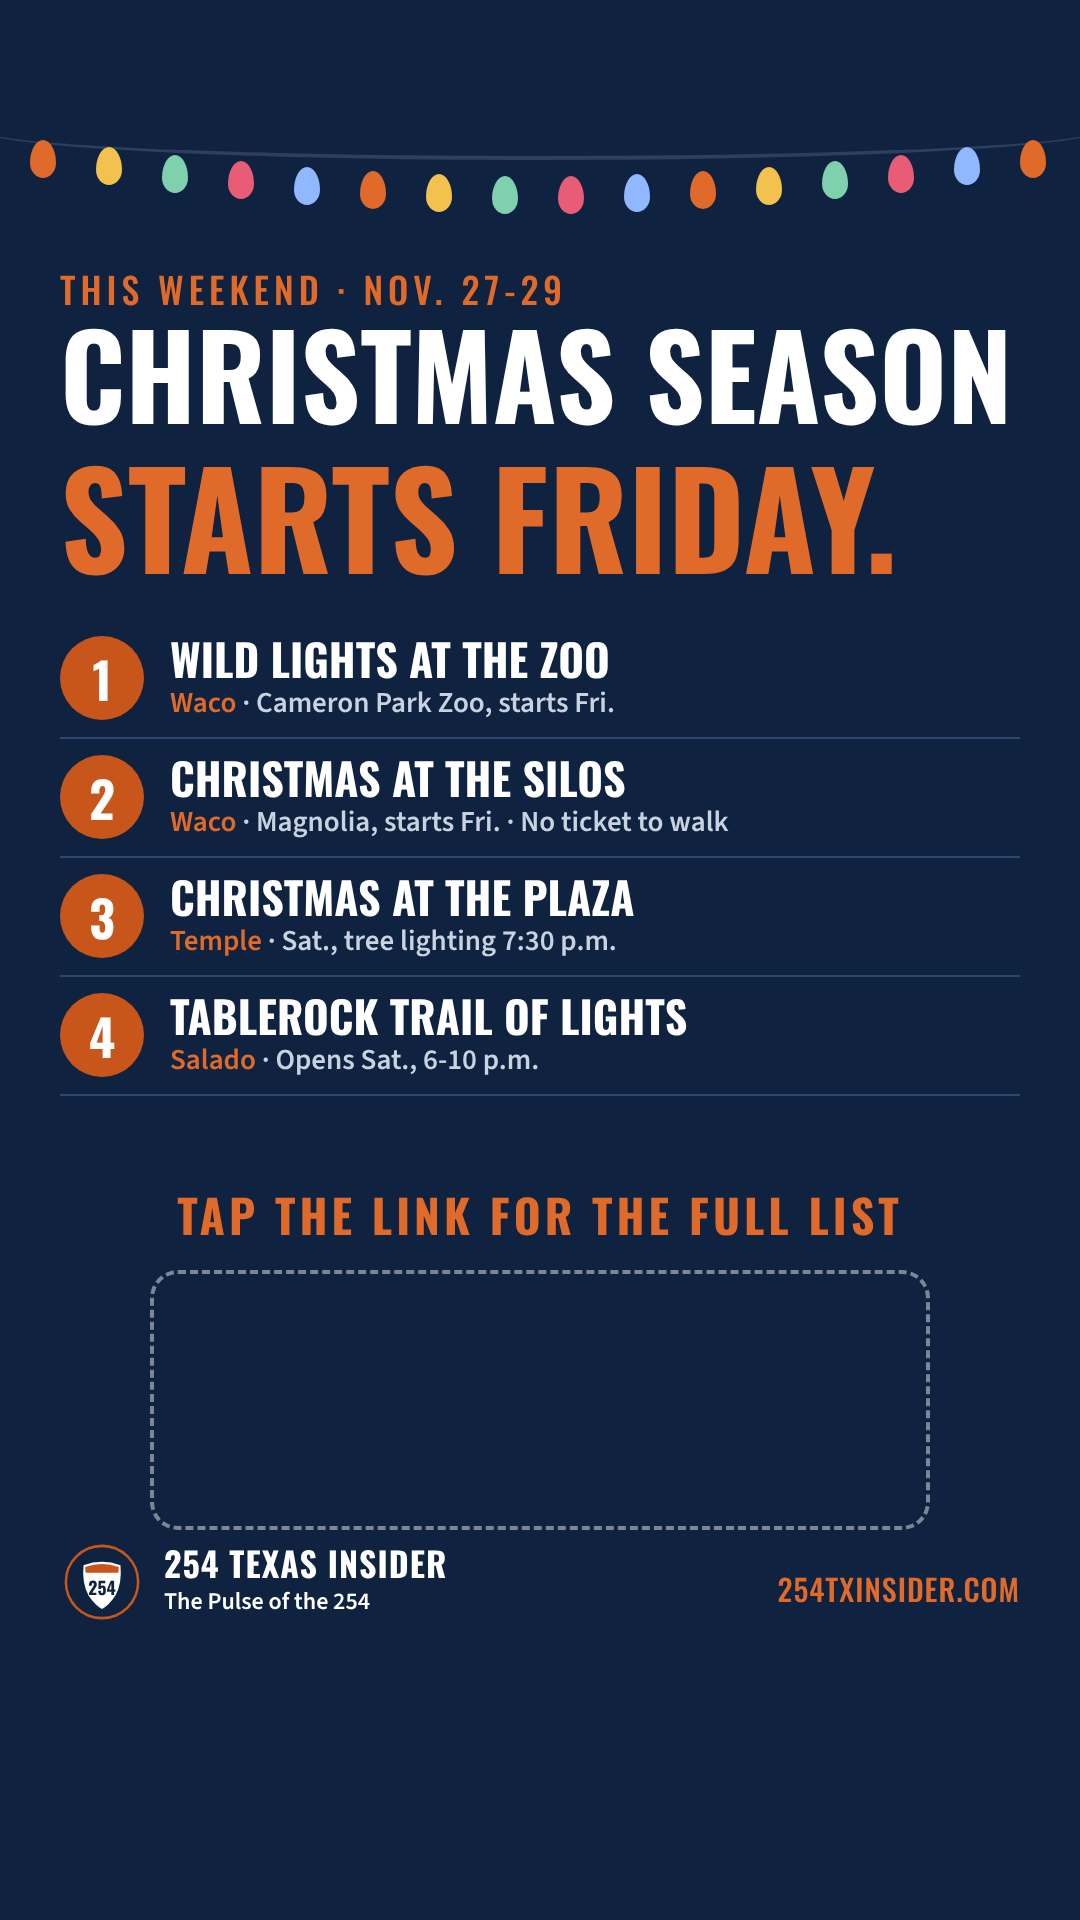 THIS WEEKEND · NOV. 27-29
CHRISTMAS SEASON
STARTS FRIDAY.
1
WILD LIGHTS AT THE ZOO
Waco · Cameron Park Zoo, starts Fri.
2
CHRISTMAS AT THE SILOS
Waco · Magnolia, starts Fri. · No ticket to walk
3
CHRISTMAS AT THE PLAZA
Temple · Sat., tree lighting 7:30 p.m.
4
TABLEROCK TRAIL OF LIGHTS
Salado · Opens Sat., 6-10 p.m.
TAP THE LINK FOR THE FULL LIST
254
254 TEXAS INSIDER
The Pulse of the 254
254TXINSIDER.COM